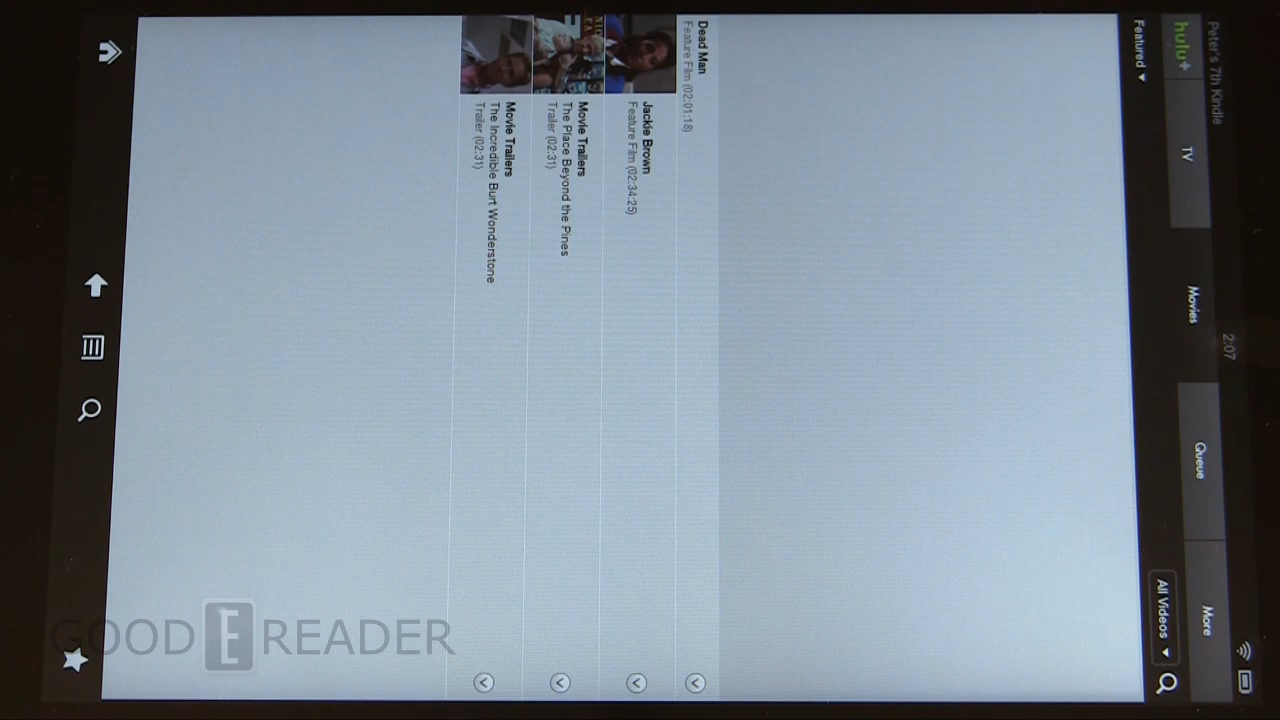 Peter's 7th Kindle
2:07
hulu+
TV
Movies
Queue
More
Featured
All Videos
Dead Man
Feature Film (02:01:18)
Jackie Brown
Feature Film (02:34:25)
Movie Trailers
The Place Beyond the Pines
Trailer (02:31)
Movie Trailers
The Incredible Burt Wonderstone
Trailer (02:31)
GOOD E READER